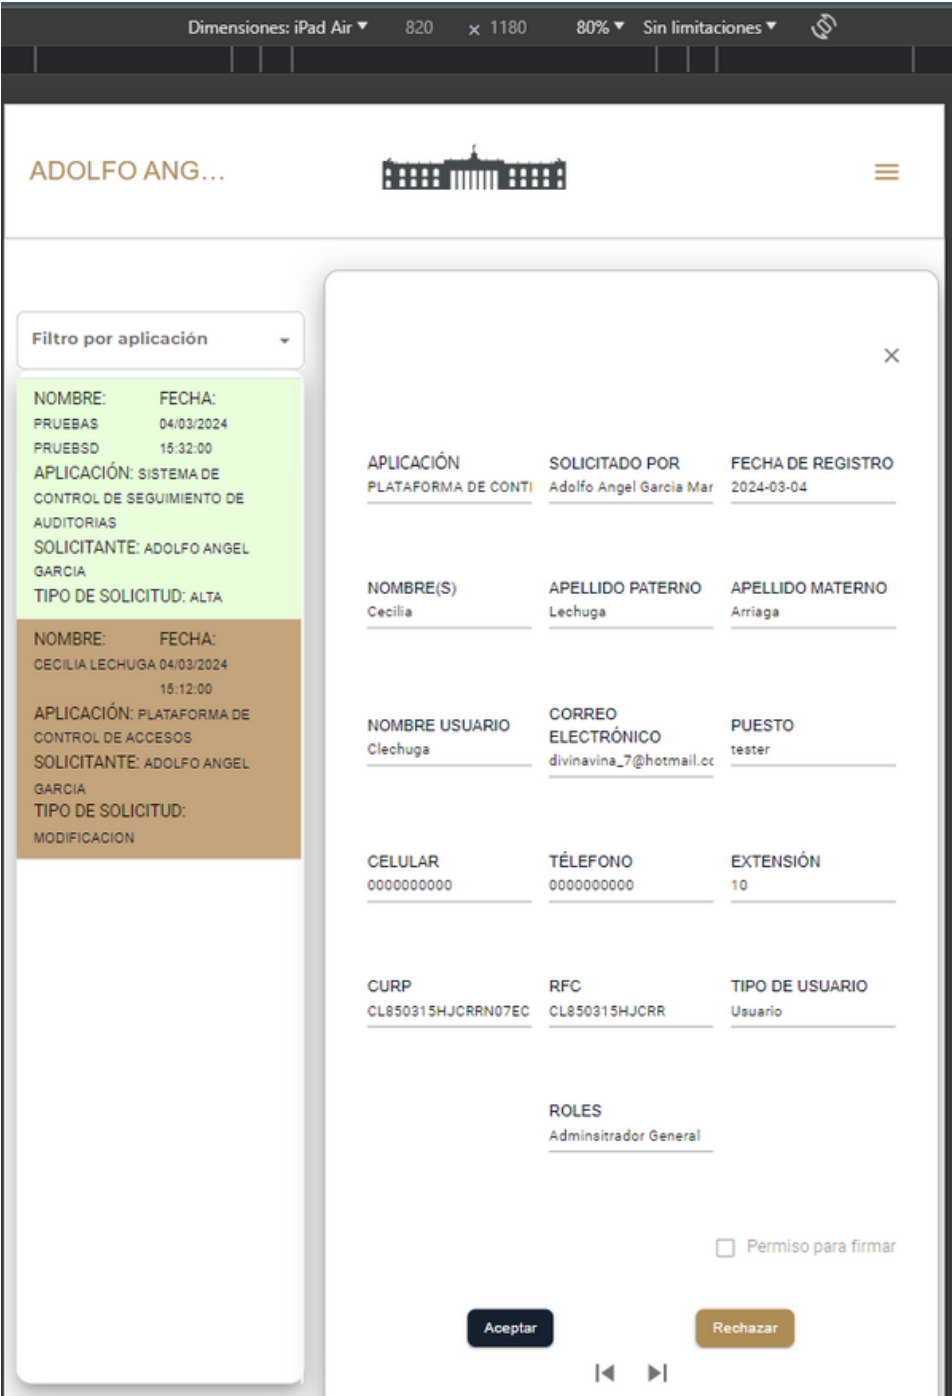 Dimensiones: iPad Air ▼ 820 × 1180 80% ▼ Sin limitaciones ▼
ADOLFO ANG...
Filtro por aplicación
NOMBRE: FECHA:
PRUEBAS 04/03/2024
PRUEBSD 15:32:00
APLICACIÓN: SISTEMA DE
CONTROL DE SEGUIMIENTO DE
AUDITORIAS
SOLICITANTE: ADOLFO ANGEL
GARCIA
TIPO DE SOLICITUD: ALTA
NOMBRE: FECHA:
CECILIA LECHUGA 04/03/2024
15:12:00
APLICACIÓN: PLATAFORMA DE
CONTROL DE ACCESOS
SOLICITANTE: ADOLFO ANGEL
GARCIA
TIPO DE SOLICITUD:
MODIFICACION
APLICACIÓN SOLICITADO POR FECHA DE REGISTRO
PLATAFORMA DE CONTI Adolfo Angel Garcia Mar 2024-03-04
NOMBRE(S) APELLIDO PATERNO APELLIDO MATERNO
Cecilia Lechuga Arriaga
NOMBRE USUARIO CORREO ELECTRÓNICO PUESTO
Clechuga divinavina_7@hotmail.cc tester
CELULAR TÉLEFONO EXTENSIÓN
0000000000 0000000000 10
CURP RFC TIPO DE USUARIO
CL850315HJCRRN07EC CL850315HJCRR Usuario
ROLES
Adminsitrador General
Permiso para firmar
Aceptar Rechazar